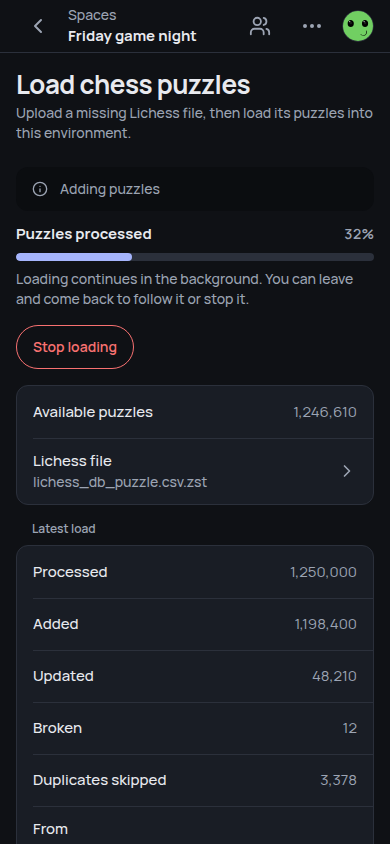 Spaces
Friday game night
Load chess puzzles
Upload a missing Lichess file, then load its puzzles into
this environment.
Adding puzzles
Puzzles processed 32%
Loading continues in the background. You can leave
and come back to follow it or stop it.
Stop loading
Available puzzles 1,246,610
Lichess file
lichess_db_puzzle.csv.zst
Latest load
Processed 1,250,000
Added 1,198,400
Updated 48,210
Broken 12
Duplicates skipped 3,378
From